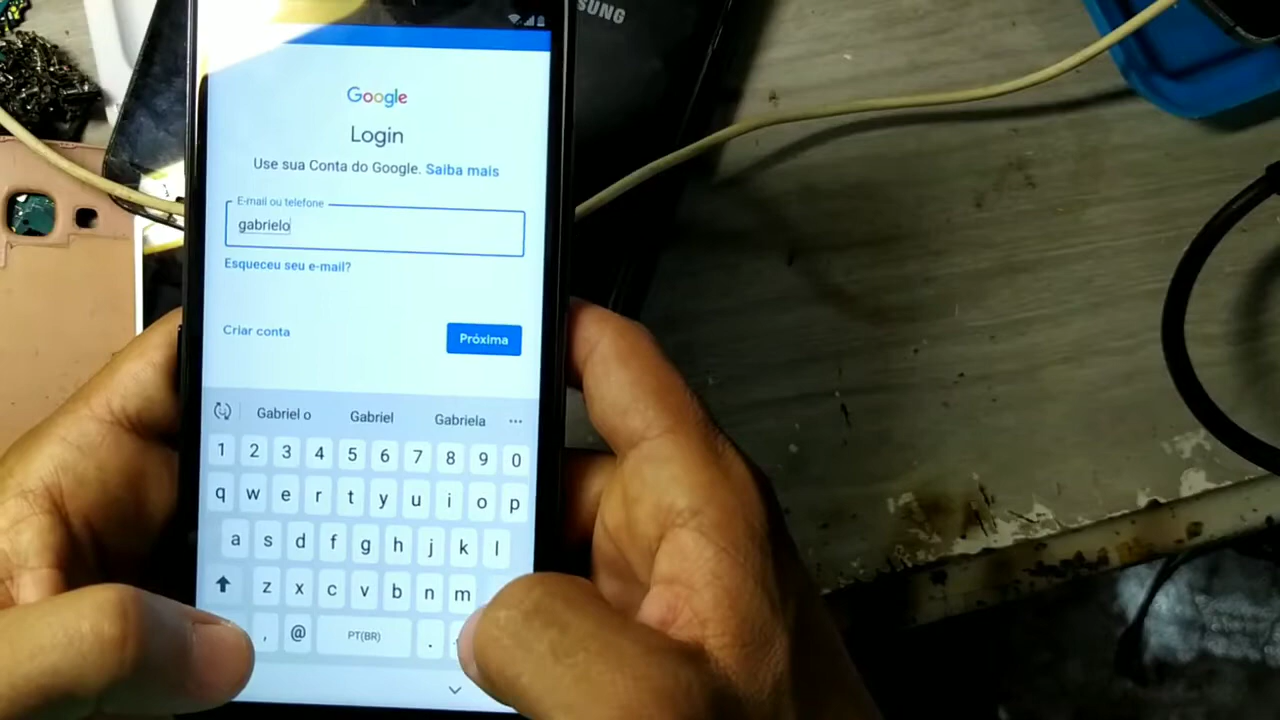 SUNG
Google
Login
Use sua Conta do Google. Saiba mais
E-mail ou telefone
gabrielo
Esqueceu seu e-mail?
Criar conta
Próxima
Gabriel o Gabriel Gabriela ...
1 2 3 4 5 6 7 8 9 0
q w e r t y u i o p
a s d f g h j k l
z x c v b n m
, @ PT(BR) .